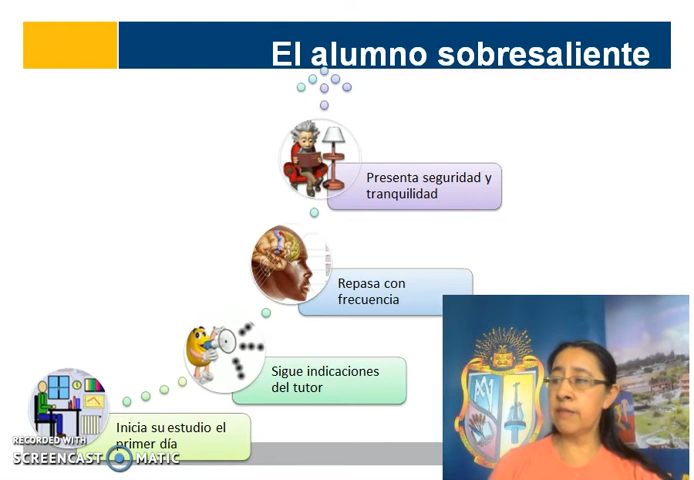 El alumno sobresaliente
Presenta seguridad y
tranquilidad
Repasa con
frecuencia
Sigue indicaciones
del tutor
Inicia su estudio el
primer día
RECORDED WITH
SCREENCAST MATIC